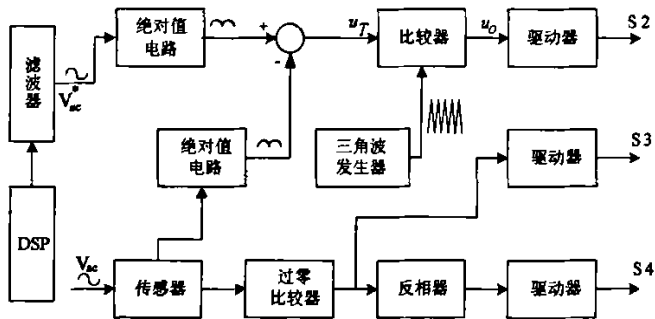 绝对值
电路
+
-
u_T
比较器
u_o
驱动器
S2
滤波器
V*ac
绝对值
电路
三角波
发生器
驱动器
S3
DSP
Vac
传感器
过零
比较器
反相器
驱动器
S4